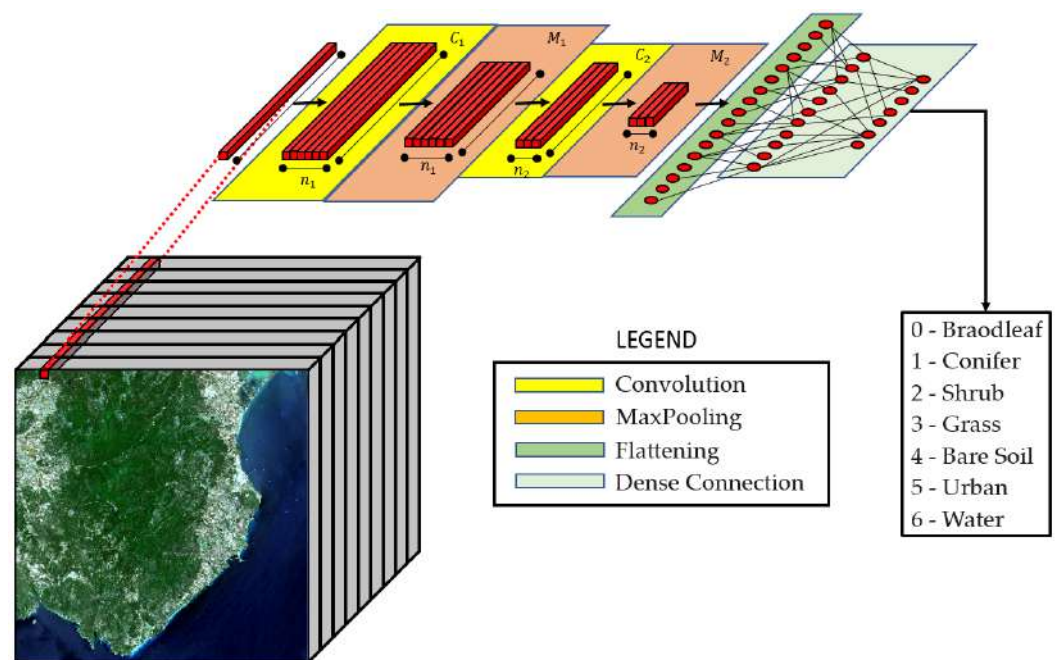 C₁
M₁
C₂
M₂
n₁
n₁
n₂
n₂
LEGEND
Convolution
MaxPooling
Flattening
Dense Connection
0 - Braodleaf
1 - Conifer
2 - Shrub
3 - Grass
4 - Bare Soil
5 - Urban
6 - Water